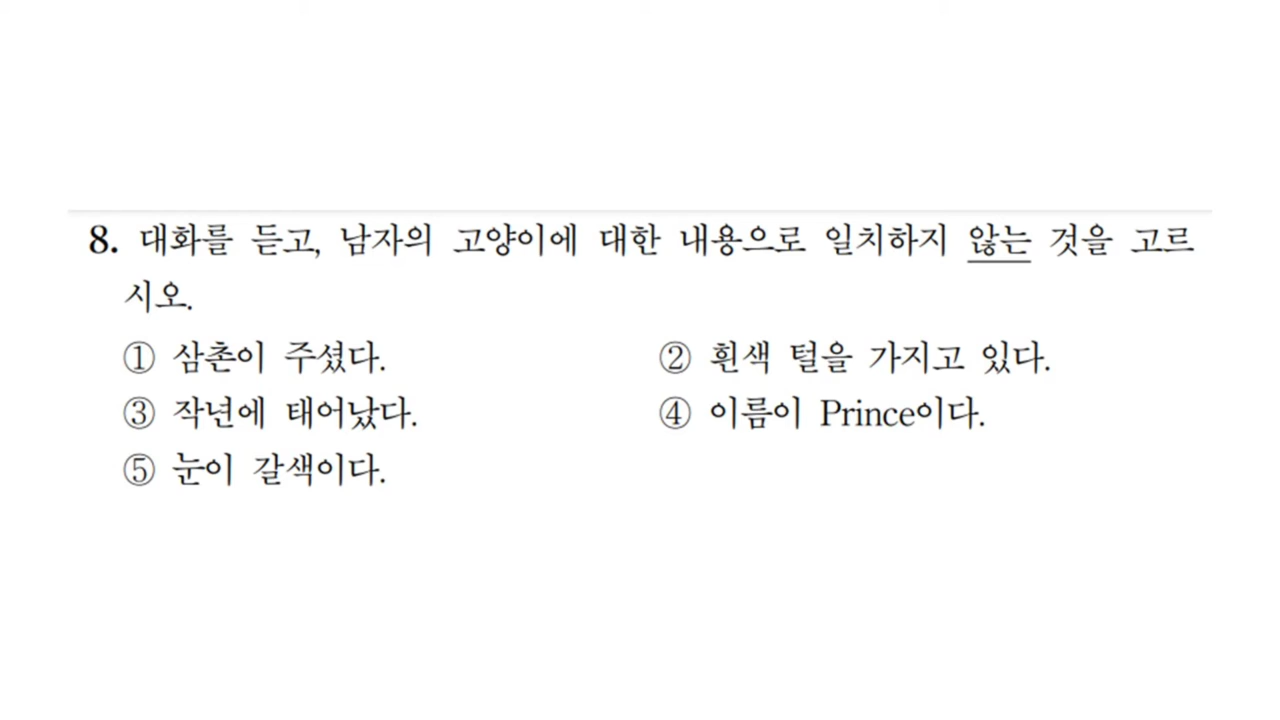 8. 대화를 듣고, 남자의 고양이에 대한 내용으로 일치하지 않는 것을 고르
시오.
① 삼촌이 주셨다. ② 흰색 털을 가지고 있다.
③ 작년에 태어났다. ④ 이름이 Prince이다.
⑤ 눈이 갈색이다.